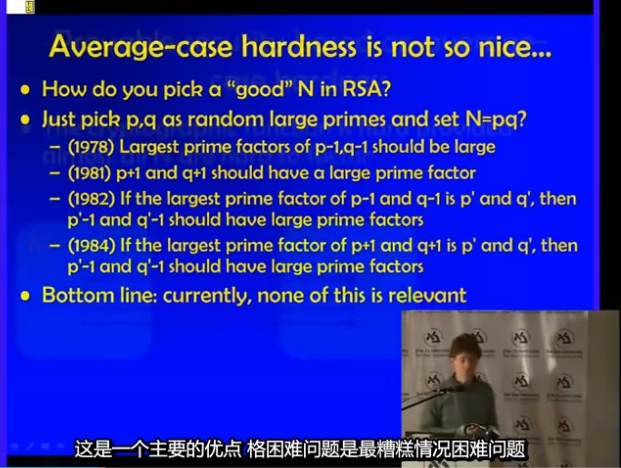 Average-case hardness is not so nice...
• How do you pick a “good” N in RSA?
• Just pick p,q as random large primes and set N=pq?
– (1978) Largest prime factors of p-1,q-1 should be large
– (1981) p+1 and q+1 should have a large prime factor
– (1982) If the largest prime factor of p-1 and q-1 is p' and q', then
p'-1 and q'-1 should have large prime factors
– (1984) If the largest prime factor of p+1 and q+1 is p' and q', then
p'-1 and q'-1 should have large prime factors
• Bottom line: currently, none of this is relevant
这是一个主要的优点 格困难问题是最糟糕情况困难问题